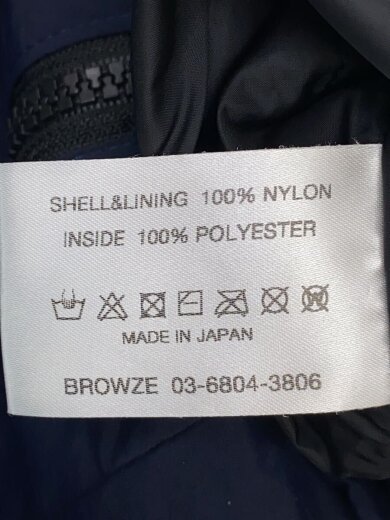 SHELL&LINING 100% NYLON
INSIDE 100% POLYESTER
MADE IN JAPAN
BROWZE 03-6804-3806